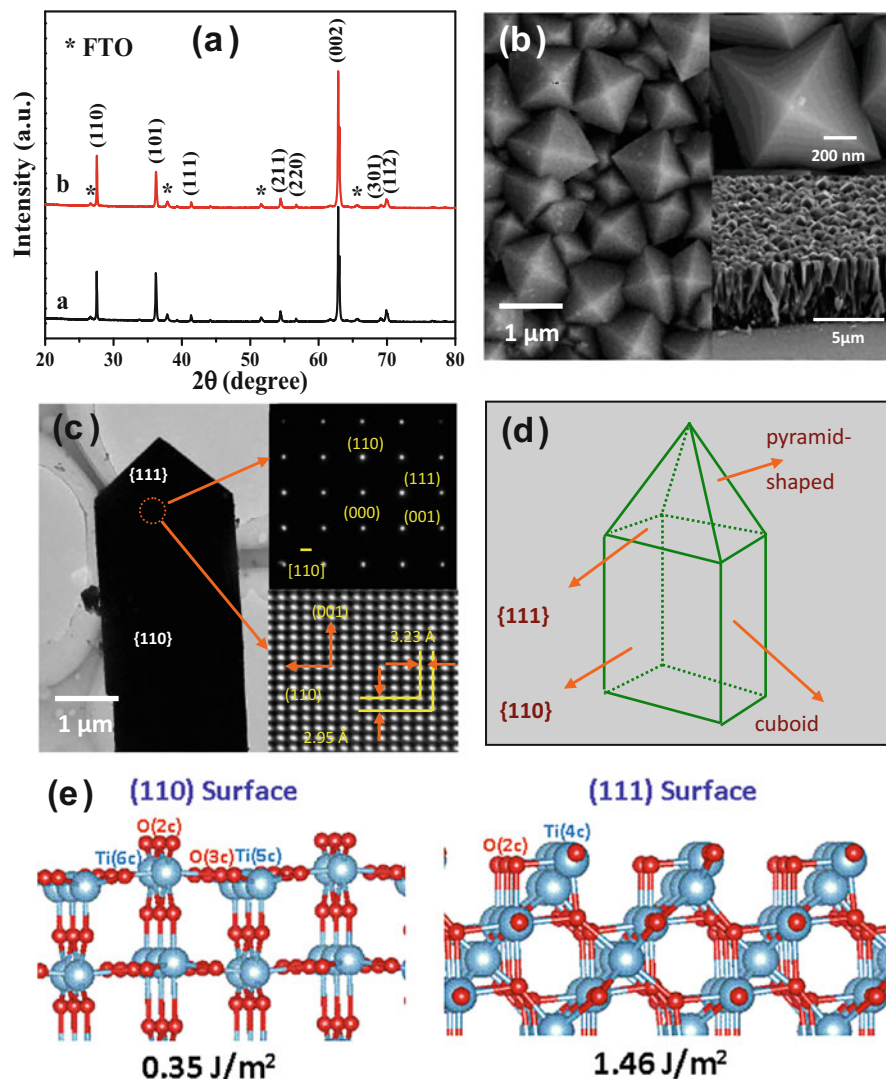 (a)
* FTO
Intensity (a.u.)
2θ (degree)
(110)
(101)
(111)
(211)
(220)
(002)
(301)
(112)
*
*
*
*
b
a
20 30 40 50 60 70 80
(b)
1 µm
200 nm
5µm
(c)
{111}
{110}
1 µm
(110)
(111)
(000)
(001)
[1̄10]
(001)
3.23 Å
(110)
2.95 Å
(d)
pyramid-
shaped
{111}
{110}
cuboid
(e)
(110) Surface
O(2c)
Ti(6c)
O(3c)
Ti(5c)
0.35 J/m²
(111) Surface
O(2c)
Ti(4c)
1.46 J/m²